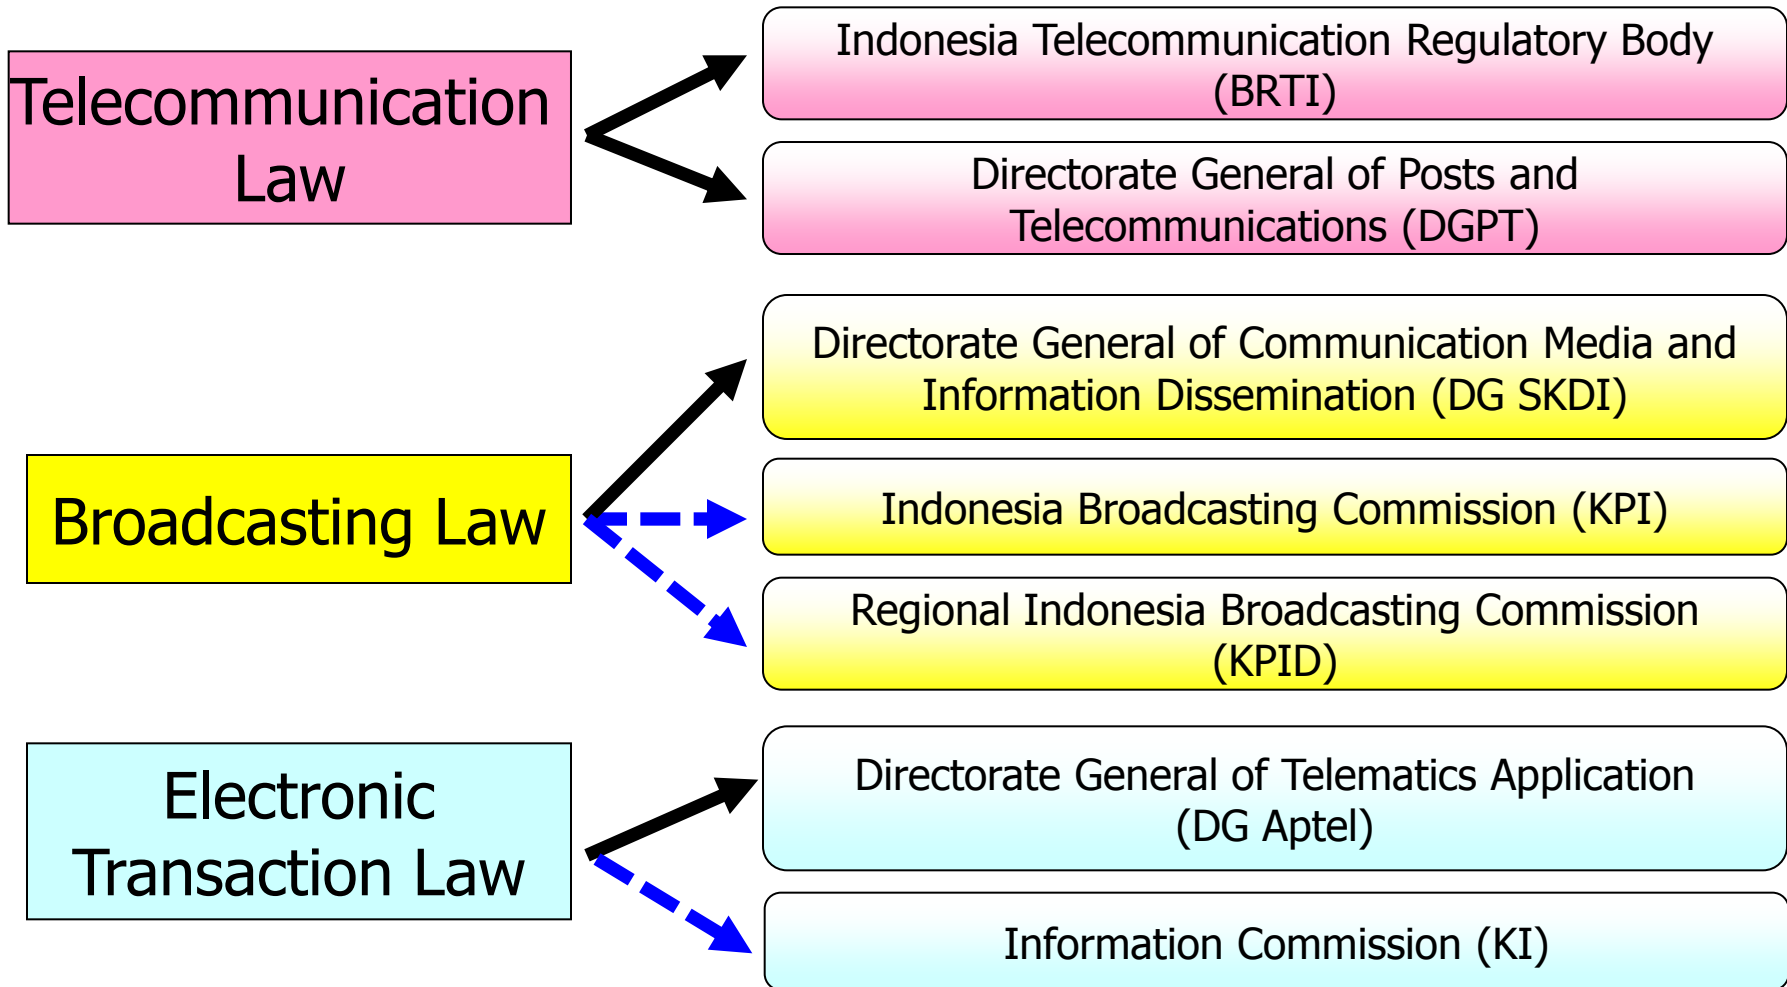 Telecommunication
Law
Indonesia Telecommunication Regulatory Body
(BRTI)
Directorate General of Posts and
Telecommunications (DGPT)
Broadcasting Law
Directorate General of Communication Media and
Information Dissemination (DG SKDI)
Indonesia Broadcasting Commission (KPI)
Regional Indonesia Broadcasting Commission
(KPID)
Electronic
Transaction Law
Directorate General of Telematics Application
(DG Aptel)
Information Commission (KI)